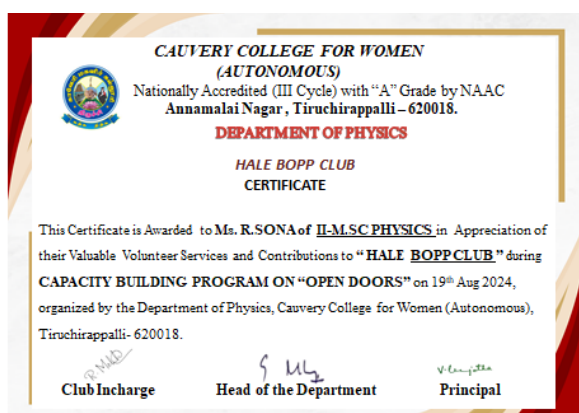 CAUVERY COLLEGE FOR WOMEN
(AUTONOMOUS)
Nationally Accredited (III Cycle) with "A" Grade by NAAC
Annamalai Nagar , Tiruchirappalli – 620018.
DEPARTMENT OF PHYSICS
HALE BOPP CLUB
CERTIFICATE
This Certificate is Awarded to Ms. R.SONA of II-M.SC PHYSICS in Appreciation of
their Valuable Volunteer Services and Contributions to "HALE BOPP CLUB" during
CAPACITY BUILDING PROGRAM ON "OPEN DOORS" on 19th Aug 2024,
organized by the Department of Physics, Cauvery College for Women (Autonomous),
Tiruchirappalli- 620018.
Club Incharge Head of the Department Principal